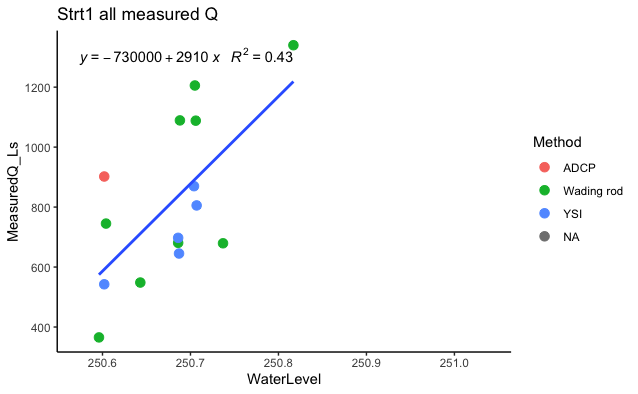 Strt1 all measured Q
y = − 730000 + 2910 x R² = 0.43
1200
1000
800
600
400
MeasuredQ_Ls
250.6 250.7 250.8 250.9 251.0
WaterLevel
Method
ADCP
Wading rod
YSI
NA